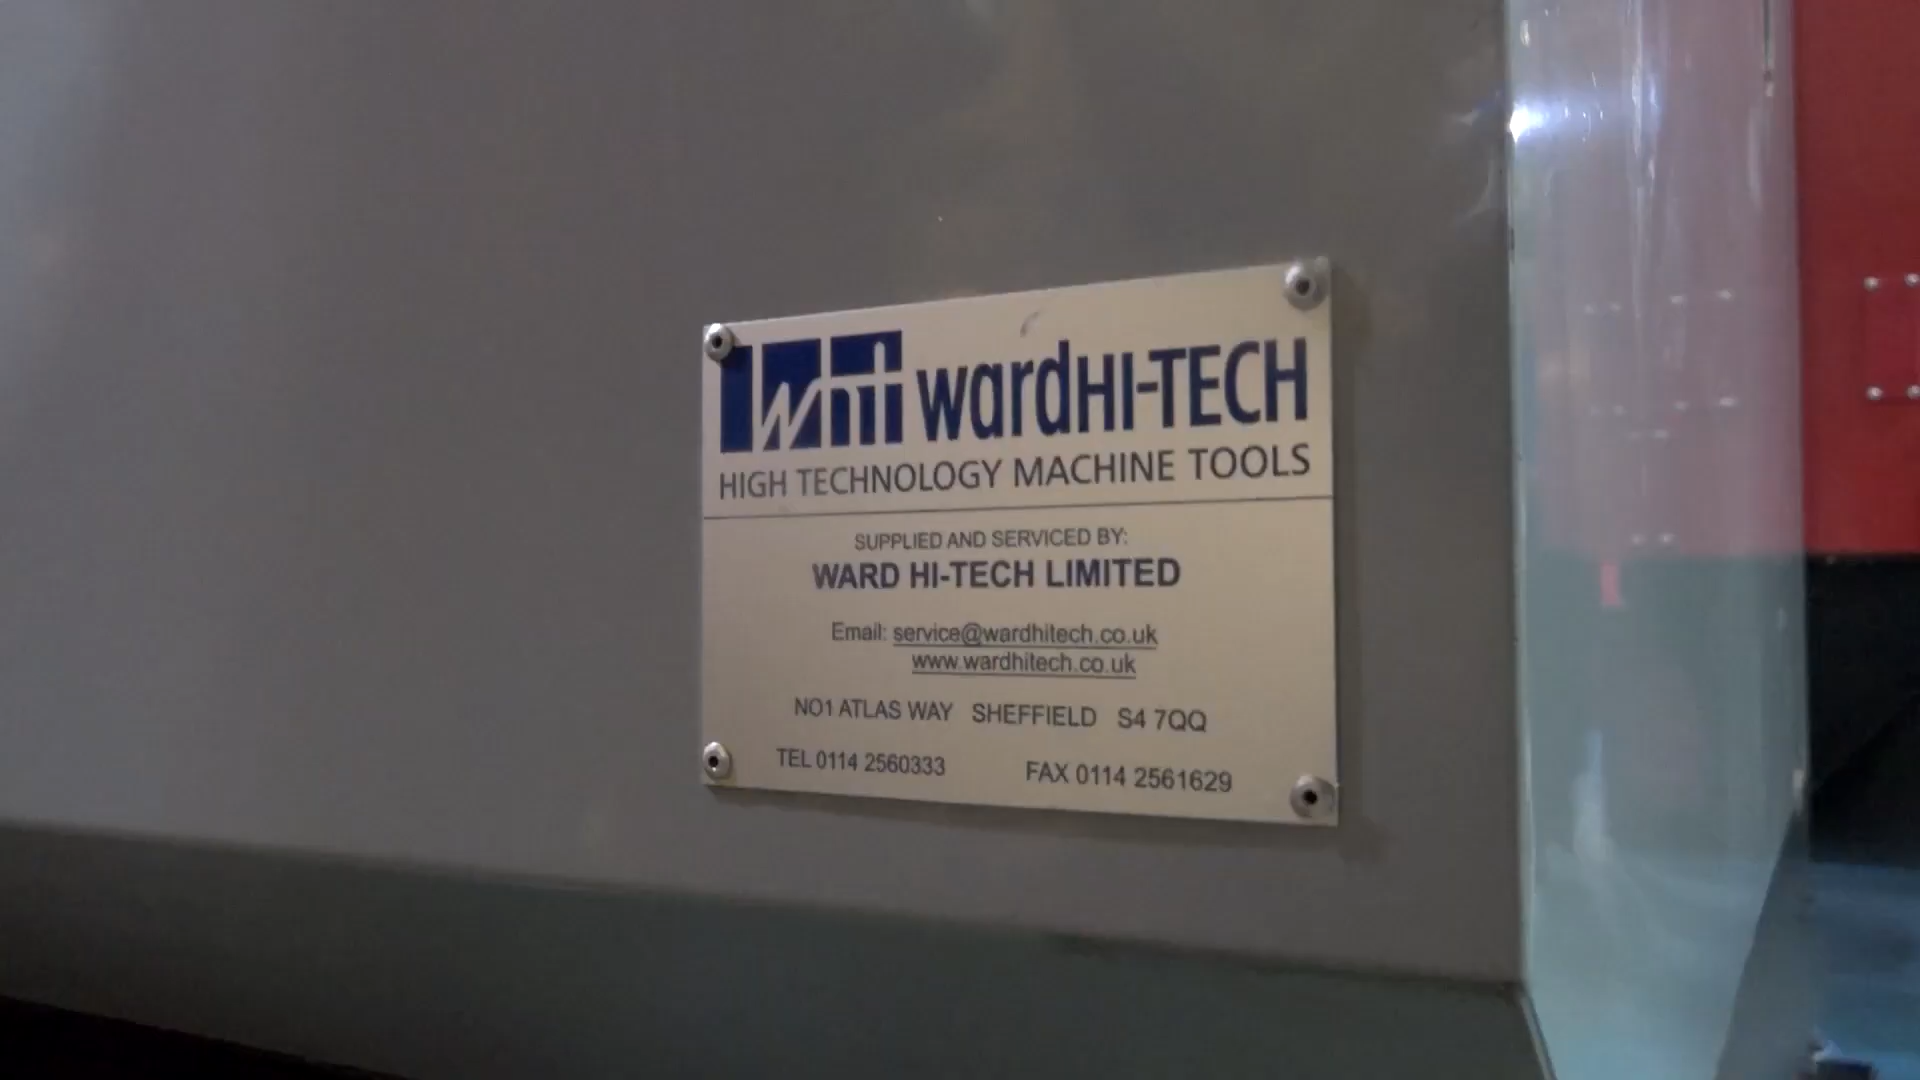 whi wardHI-TECH
HIGH TECHNOLOGY MACHINE TOOLS
SUPPLIED AND SERVICED BY:
WARD HI-TECH LIMITED
Email: service@wardhitech.co.uk
www.wardhitech.co.uk
NO1 ATLAS WAY SHEFFIELD S4 7QQ
TEL 0114 2560333 FAX 0114 2561629